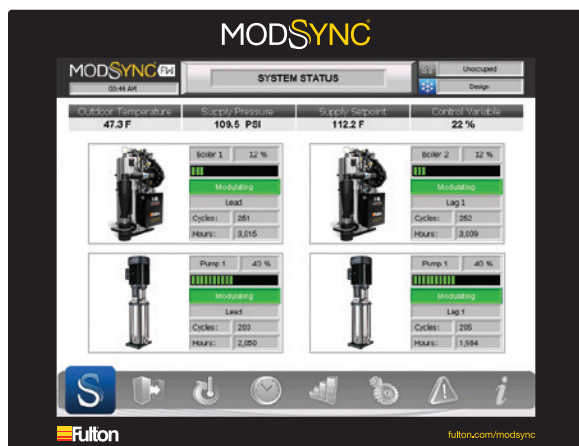 MODSYNC
MODSYNC FW
SYSTEM STATUS
Unoccupied
03:44 AM
Design
Outdoor Temperature Supply Pressure Supply Setpoint Control Variable
47.3 F 109.5 PSI 112.2 F 22 %
Boiler 1 12 %
Modulating
Lead
Cycles: 251
Hours: 3,015
Boiler 2 12 %
Modulating
Lag 1
Cycles: 252
Hours: 3,009
Pump 1 40 %
Modulating
Lead
Cycles: 203
Hours: 2,050
Pump 1 40 %
Modulating
Lag 1
Cycles: 205
Hours: 1,984
S
i
Fulton
fulton.com/modsync